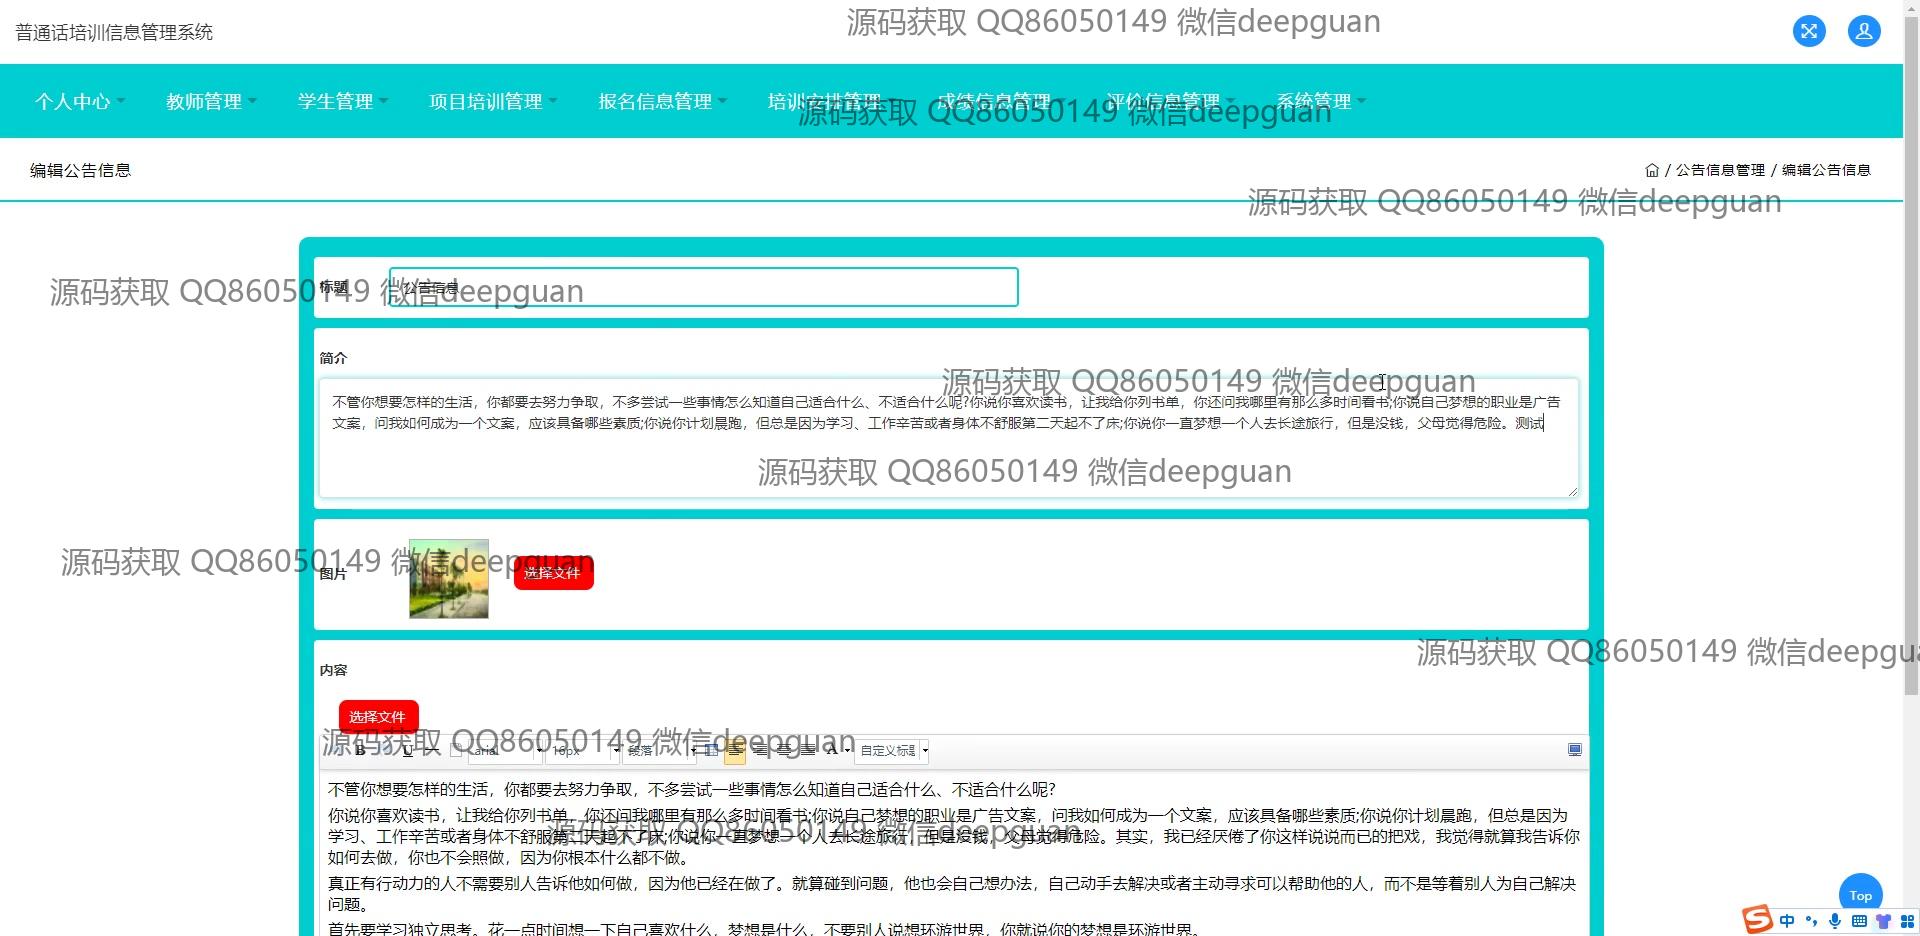 普通话培训信息管理系统
源码获取 QQ86050149 微信deepguan
个人中心
教师管理
学生管理
项目培训管理
报名信息管理
培训安排管理
成绩信息管理
评价信息管理
系统管理
源码获取 QQ86050149 微信deepguan
编辑公告信息
/ 公告信息管理 / 编辑公告信息
源码获取 QQ86050149 微信deepguan
标题
公告信息
源码获取 QQ86050149 微信deepguan
简介
源码获取 QQ86050149 微信deepguan
不管你想要怎样的生活，你都要去努力争取，不多尝试一些事情怎么知道自己适合什么、不适合什么呢?你说你喜欢读书，让我给你列书单，你还问我哪里有那么多时间看书;你说自己梦想的职业是广告
文案，问我如何成为一个文案，应该具备哪些素质;你说你计划晨跑，但总是因为学习、工作辛苦或者身体不舒服第二天起不了床;你说你一直梦想一个人去长途旅行，但是没钱，父母觉得危险。测试
源码获取 QQ86050149 微信deepguan
源码获取 QQ86050149 微信deepguan
图片
选择文件
源码获取 QQ86050149 微信deepgua
内容
选择文件
源码获取 QQ86050149 微信deepguan
B
U
arial
16px
段落
A
自定义标题
不管你想要怎样的生活，你都要去努力争取，不多尝试一些事情怎么知道自己适合什么、不适合什么呢?
你说你喜欢读书，让我给你列书单，你还问我哪里有那么多时间看书;你说自己梦想的职业是广告文案，问我如何成为一个文案，应该具备哪些素质;你说你计划晨跑，但总是因为
源码获取 QQ86050149 微信deepguan
学习、工作辛苦或者身体不舒服第二天起不了床;你说你一直梦想一个人去长途旅行，但是没钱，父母觉得危险。其实，我已经厌倦了你这样说说而已的把戏，我觉得就算我告诉你
如何去做，你也不会照做，因为你根本什么都不做。
真正有行动力的人不需要别人告诉他如何做，因为他已经在做了。就算碰到问题，他也会自己想办法，自己动手去解决或者主动寻求可以帮助他的人，而不是等着别人为自己解决
问题。
首先要学习独立思考。花一点时间想一下自己喜欢什么，梦想是什么，不要别人说想环游世界，你就说你的梦想是环游世界。
Top
中